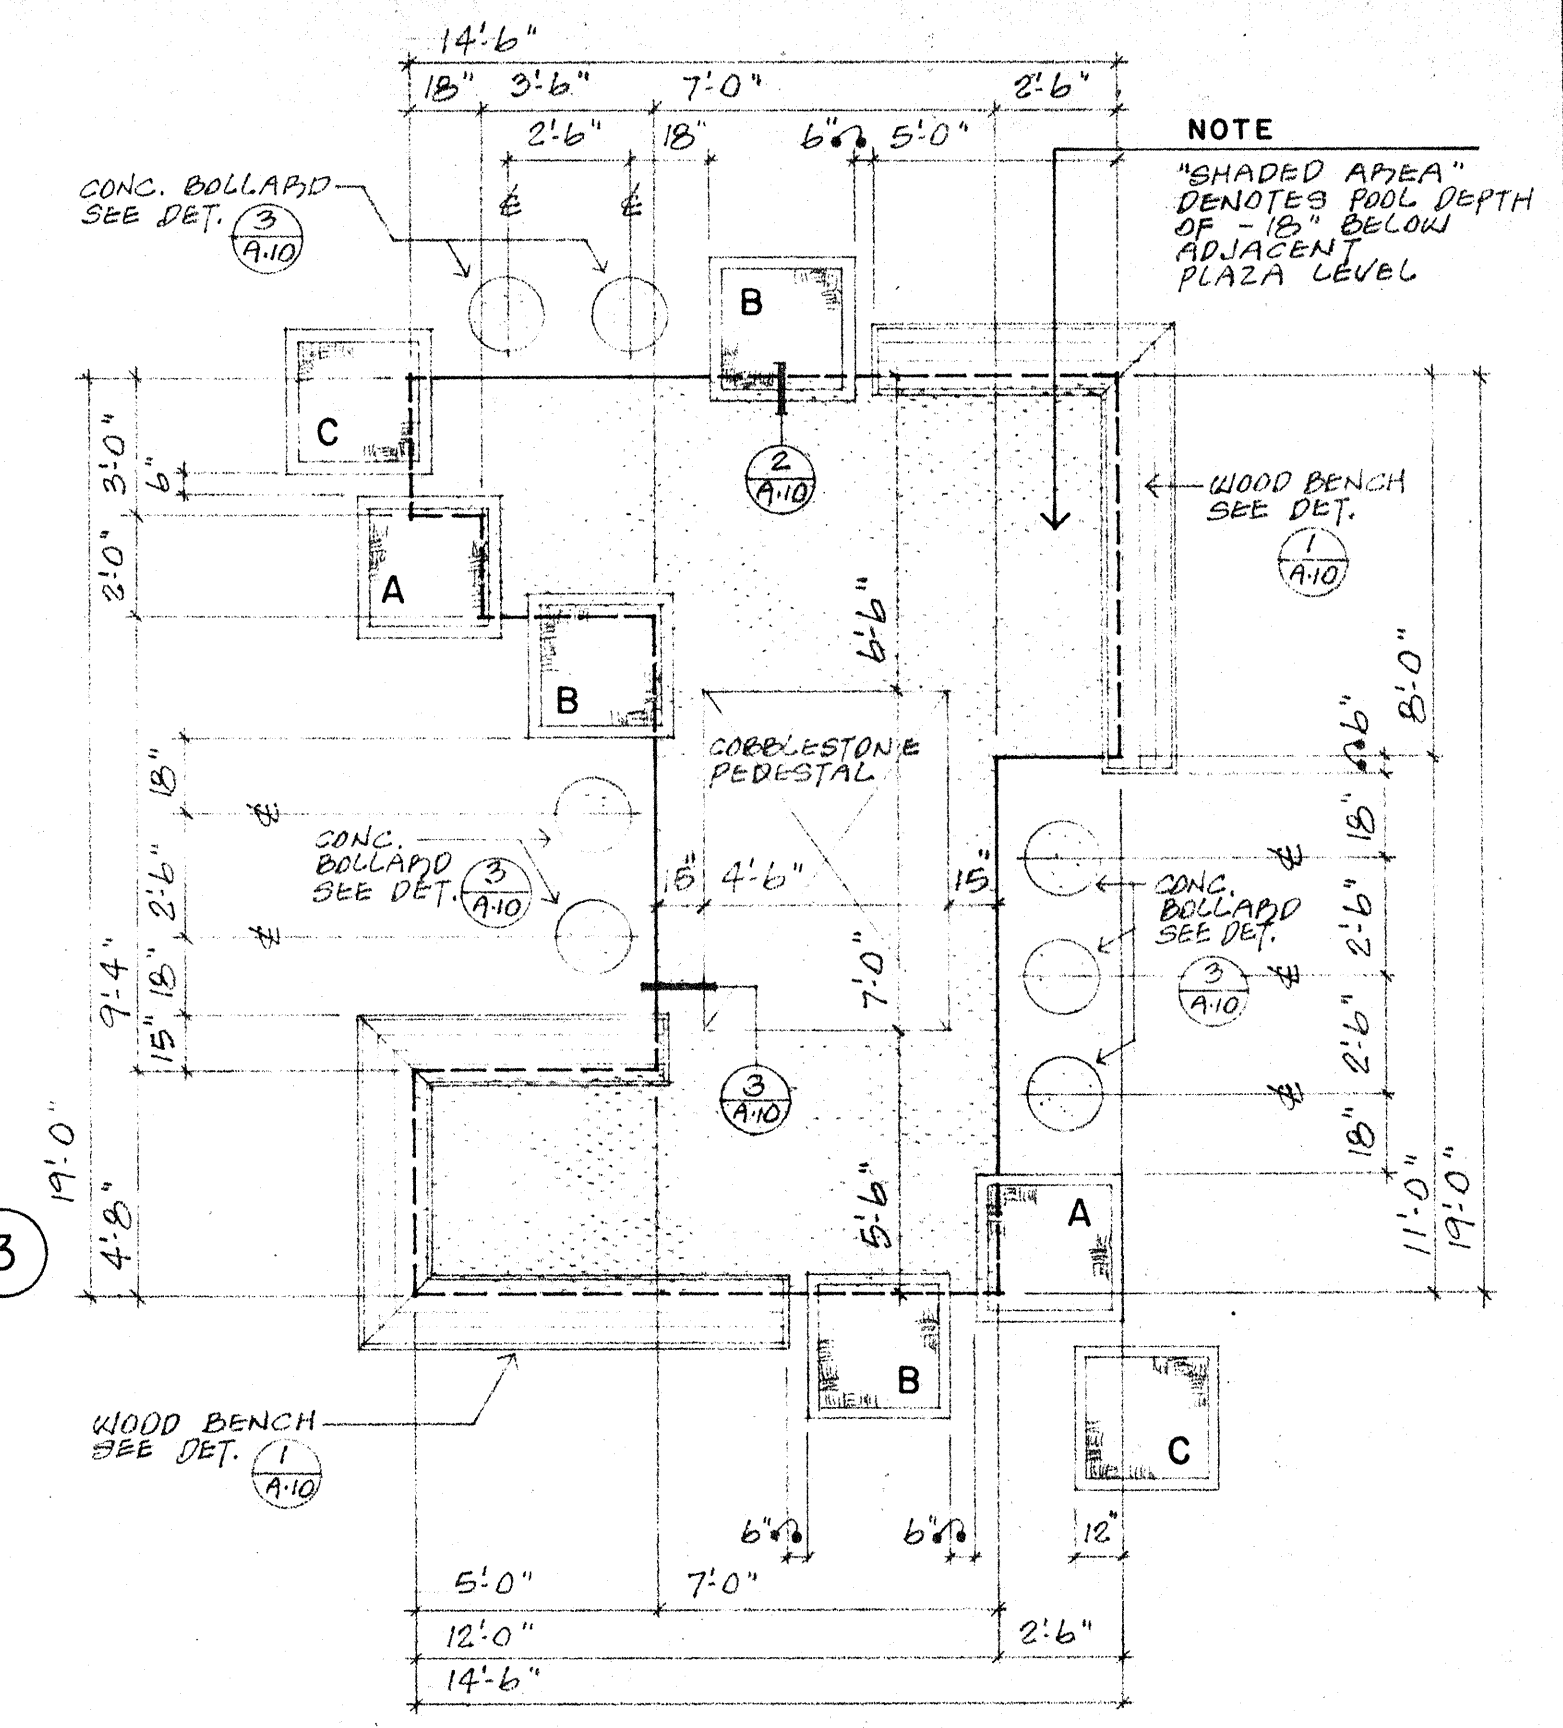 14'-6"
18" 3'-6" 7'-0" 2'-6"
2'-6" 18" 6" 5'-0"
NOTE
"SHADED AREA"
DENOTES POOL DEPTH
OF -18" BELOW
ADJACENT
PLAZA LEVEL
CONC. BOLLARD
SEE DET. 3
A·10
℄ ℄
B
C
3'-0"
6"
2
A·10
WOOD BENCH
SEE DET.
1
A·10
2'-0"
A
6'-6"
B
8'-0"
6"
COBBLESTONE
PEDESTAL
18"
℄
18"
℄
CONC.
BOLLARD
SEE DET. 3
A·10
15" 4'-6" 15"
CONC.
BOLLARD
SEE DET.
3
A·10
2'-6"
℄
2'-6"
℄
9'-4"
18"
7'-0"
15"
2'-6"
℄
3
A·10
19'-0"
18"
4'-8"
5'-6"
A
11'-0"
19'-0"
3
B
C
WOOD BENCH
SEE DET. 1
A·10
6" 6" 12"
5'-0" 7'-0"
12'-0" 2'-6"
14'-6"